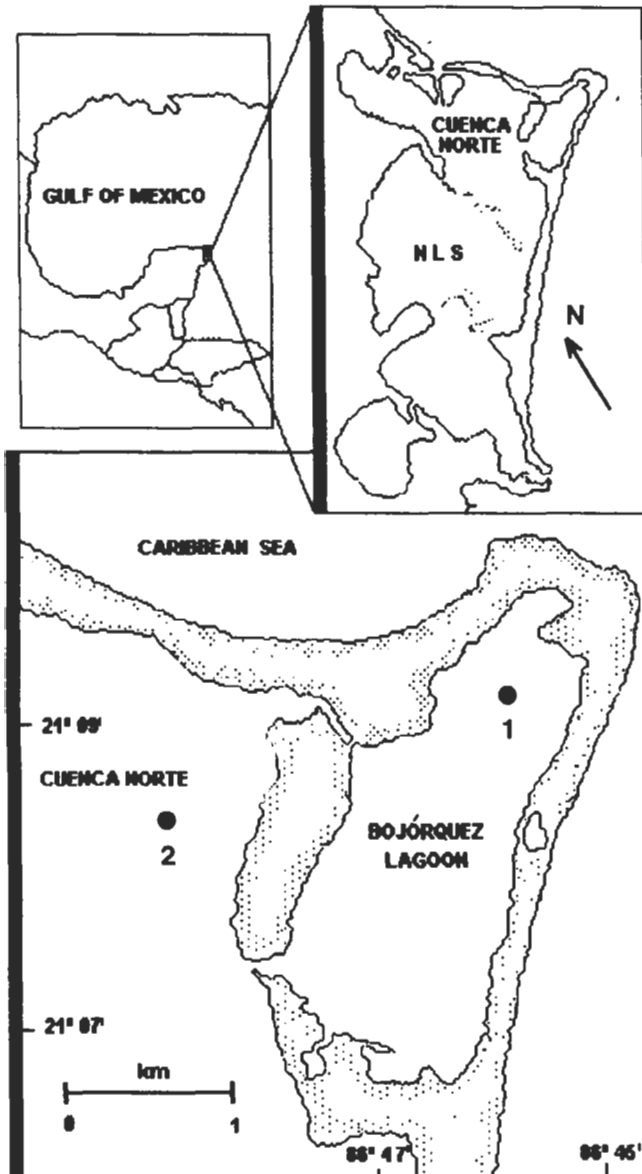 GULF OF MEXICO
CUENCA
NORTE
NLS
N
CARIBBEAN SEA
1
21° 09'
CUENCA NORTE
2
BOJÓRQUEZ
LAGOON
21° 07'
km
0 1
86° 47' 86° 46'